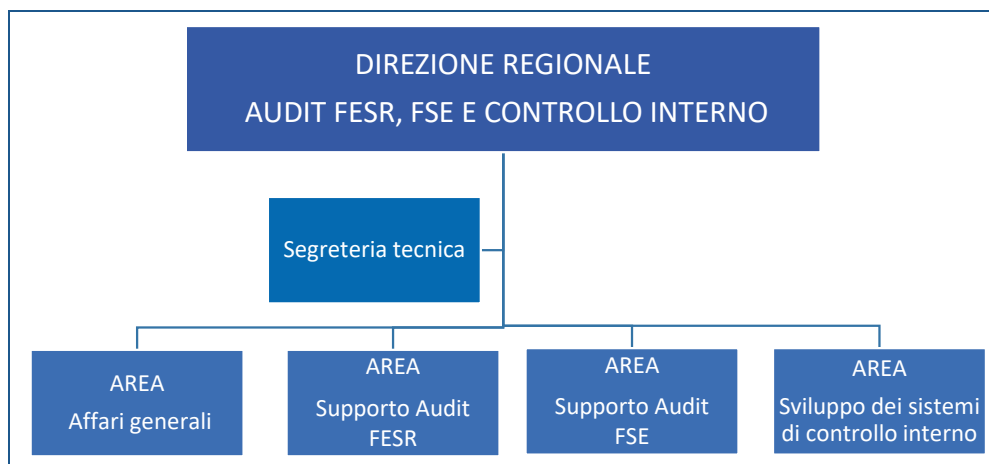 DIREZIONE REGIONALE
AUDIT FESR, FSE E CONTROLLO INTERNO
Segreteria tecnica
AREA
Affari generali
AREA
Supporto Audit
FESR
AREA
Supporto Audit
FSE
AREA
Sviluppo dei sistemi
di controllo interno